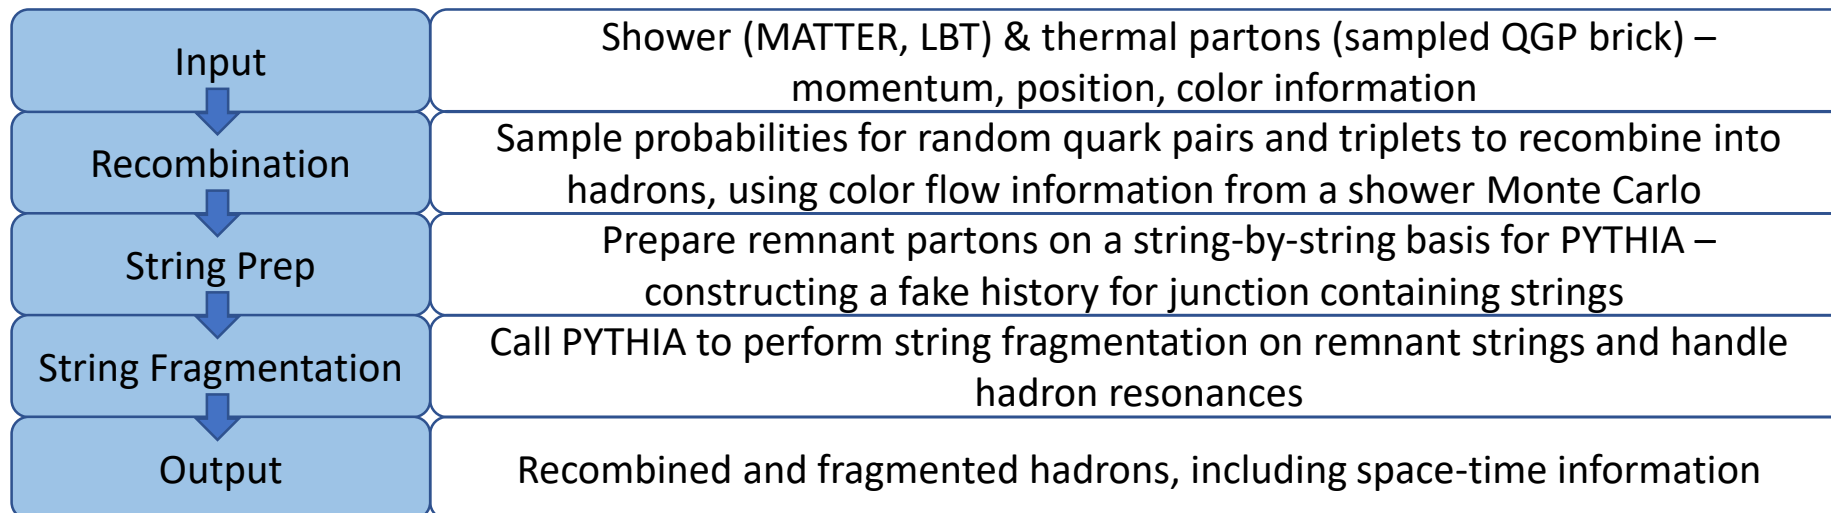 Input
Shower (MATTER, LBT) & thermal partons (sampled QGP brick) –
momentum, position, color information
Recombination
Sample probabilities for random quark pairs and triplets to recombine into
hadrons, using color flow information from a shower Monte Carlo
String Prep
Prepare remnant partons on a string-by-string basis for PYTHIA –
constructing a fake history for junction containing strings
String Fragmentation
Call PYTHIA to perform string fragmentation on remnant strings and handle
hadron resonances
Output
Recombined and fragmented hadrons, including space-time information